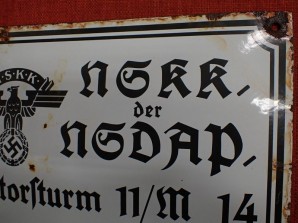 N.S.K.K.
NSKK.
der
NSDAP.
torsturm 11/M 14